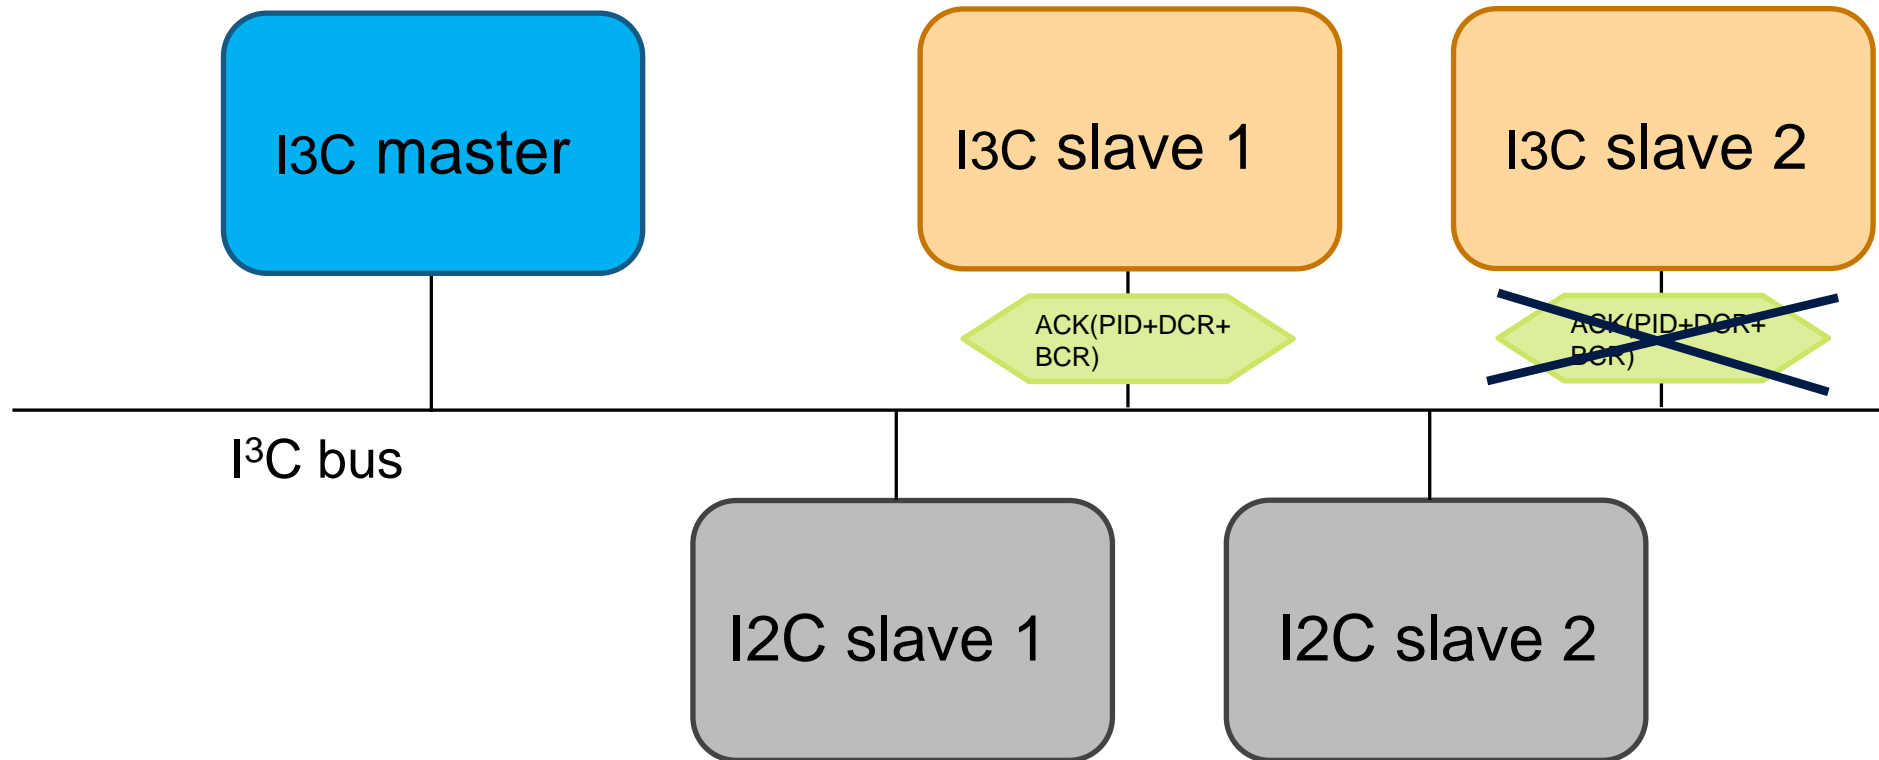 I3C master
I3C slave 1
I3C slave 2
ACK(PID+DCR+
BCR)
ACK(PID+DCR+
BCR)
I³C bus
I2C slave 1
I2C slave 2